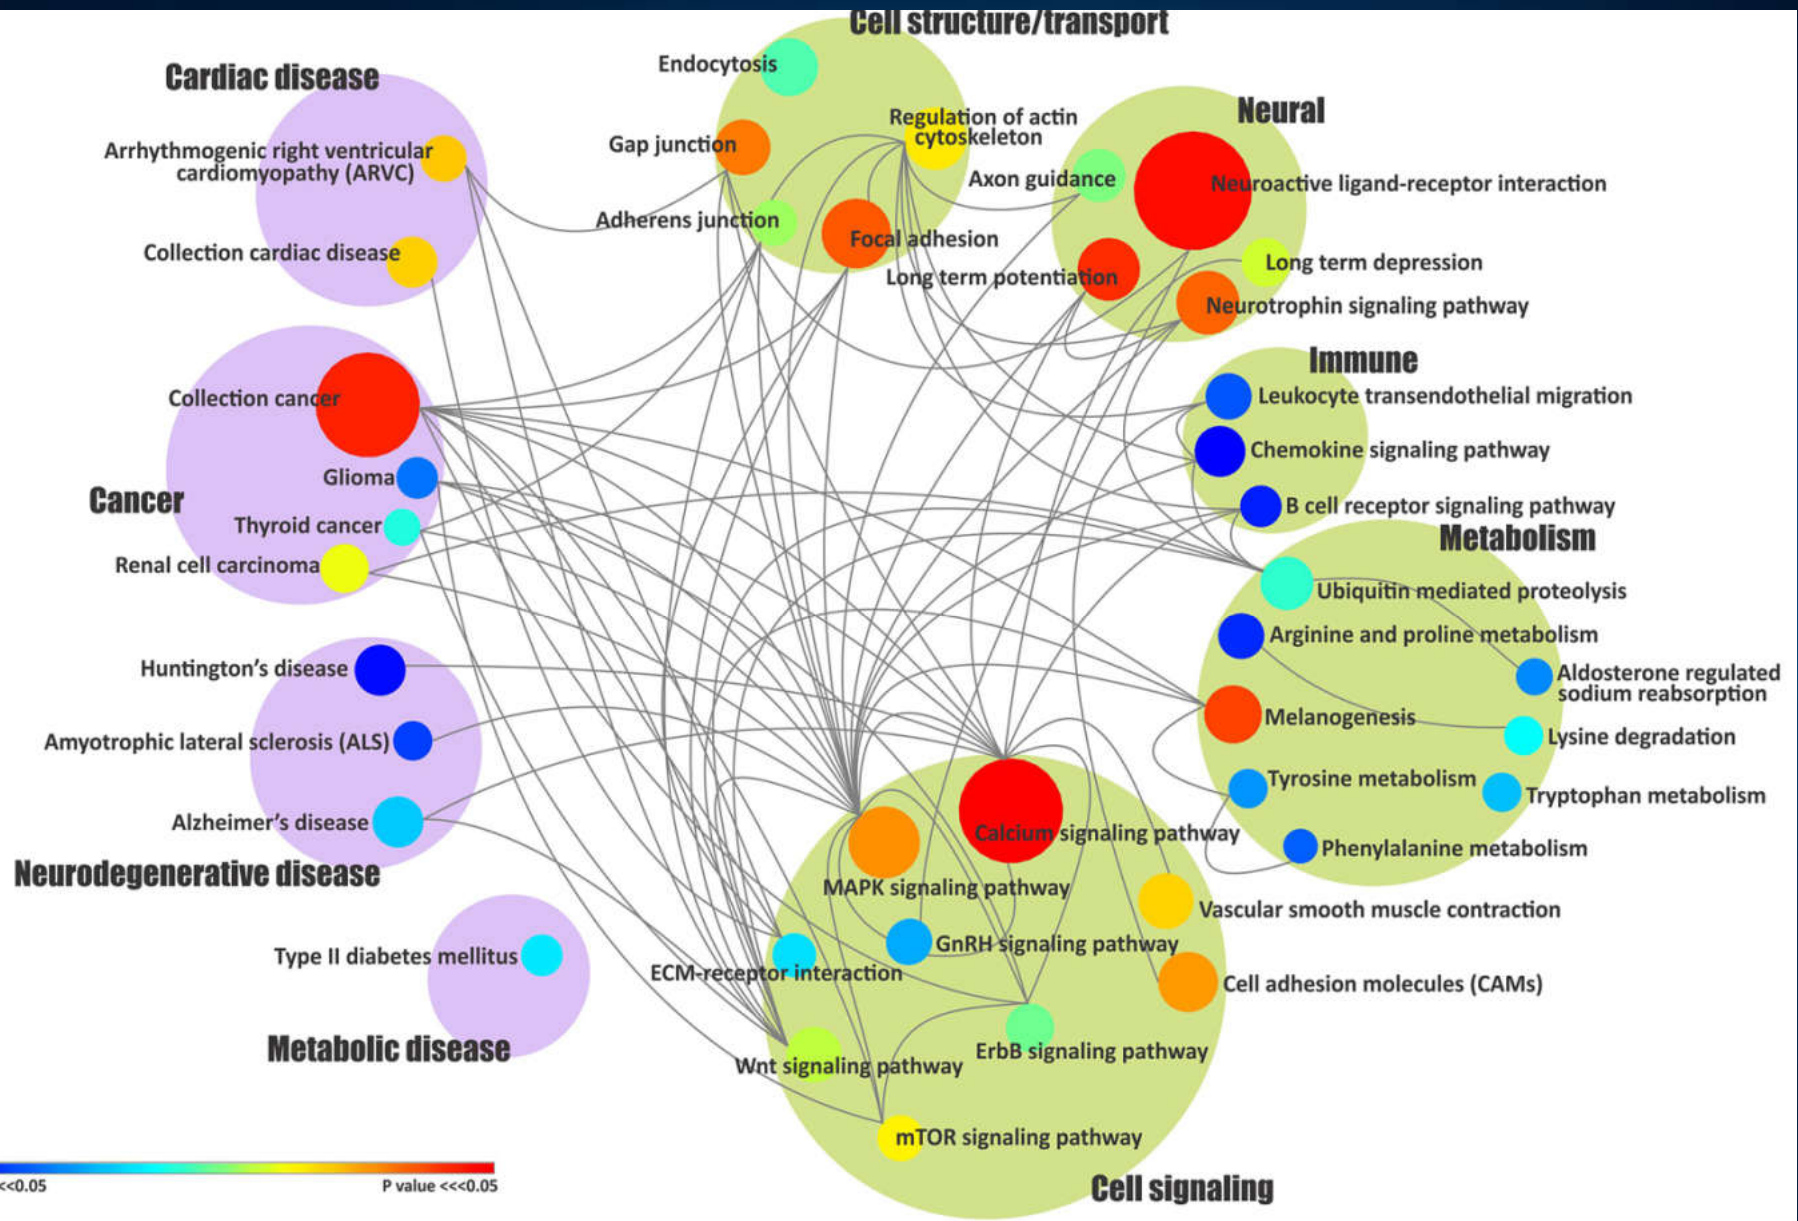 Cell structure/transport
Endocytosis
Gap junction
Adherens junction
Regulation of actin
cytoskeleton
Focal adhesion
Cardiac disease
Arrhythmogenic right ventricular
cardiomyopathy (ARVC)
Collection cardiac disease
Neural
Axon guidance
Neuroactive ligand-receptor interaction
Long term potentiation
Long term depression
Neurotrophin signaling pathway
Immune
Leukocyte transendothelial migration
Chemokine signaling pathway
B cell receptor signaling pathway
Collection cancer
Glioma
Cancer
Thyroid cancer
Renal cell carcinoma
Metabolism
Ubiquitin mediated proteolysis
Arginine and proline metabolism
Aldosterone regulated
sodium reabsorption
Melanogenesis
Lysine degradation
Tyrosine metabolism
Tryptophan metabolism
Phenylalanine metabolism
Huntington's disease
Amyotrophic lateral sclerosis (ALS)
Alzheimer's disease
Neurodegenerative disease
Type II diabetes mellitus
Metabolic disease
Calcium signaling pathway
MAPK signaling pathway
Vascular smooth muscle contraction
GnRH signaling pathway
ECM-receptor interaction
Cell adhesion molecules (CAMs)
ErbB signaling pathway
Wnt signaling pathway
mTOR signaling pathway
Cell signaling
<<0.05
P value <<<0.05